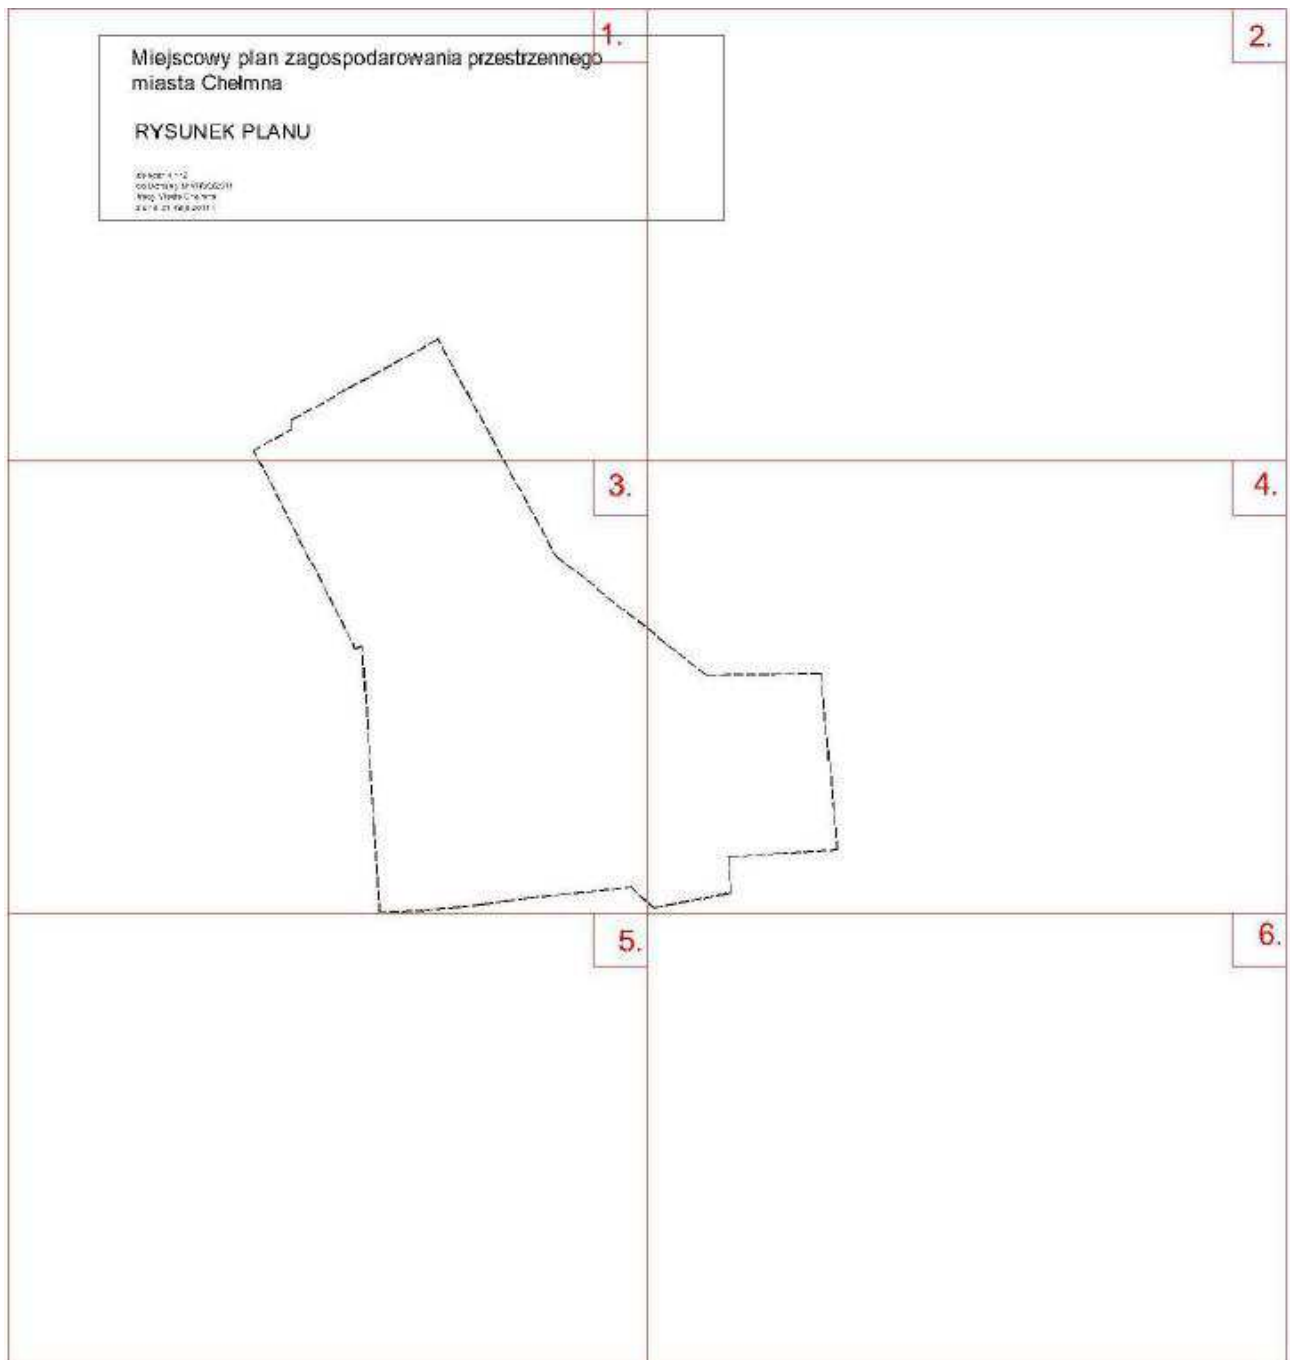 1.
2.
Miejscowy plan zagospodarowania przestrzennego
miasta Chełmna
RYSUNEK PLANU
3.
4.
5.
6.